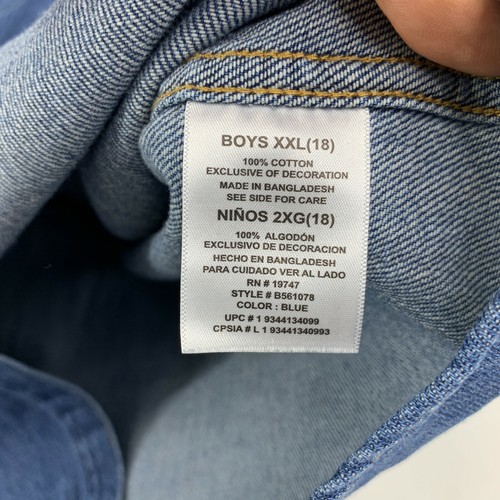 BOYS XXL(18)
100% COTTON
EXCLUSIVE OF DECORATION
MADE IN BANGLADESH
SEE SIDE FOR CARE
NIÑOS 2XG(18)
100% ALGODÓN
EXCLUSIVO DE DECORACION
HECHO EN BANGLADESH
PARA CUIDADO VER AL LADO
RN # 19747
STYLE # B561078
COLOR : BLUE
UPC # 1 9344134099
CPSIA # L 1 93441340993